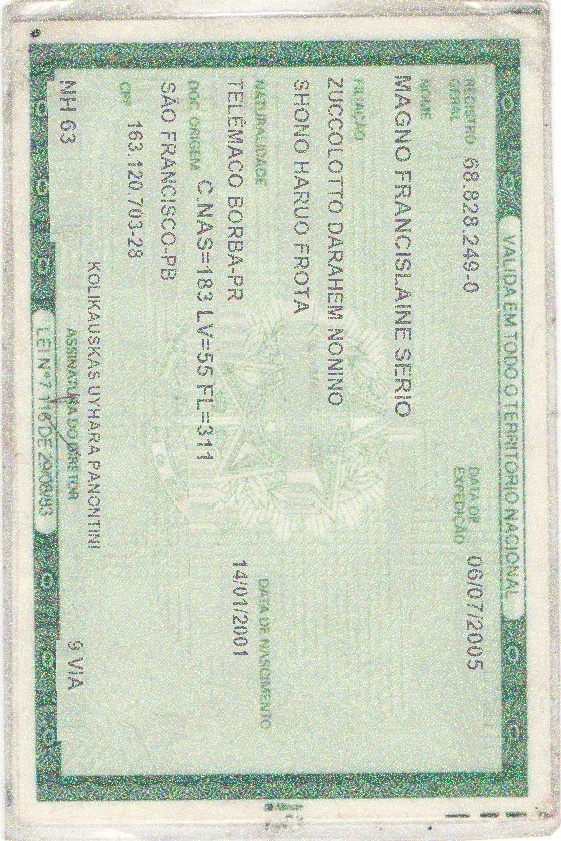 VALIDA EM TODO O TERRITÓRIO NACIONAL
REGISTRO GERAL 68.828.249-0 DATA DE EXPEDIÇÃO 06/07/2005
NOME
MAGNO FRANCISLAINE SERIO
FILIAÇÃO
ZUCCOLOTTO DARAHEM NONINO
SHONO HARUO FROTA
NATURALIDADE DATA DE NASCIMENTO
TELÊMACO BORBA-PR 14/01/2001
DOC ORIGEM C.NAS=183 LV=55 FL=311
SÃO FRANCISCO-PB
CPF 163.120.703-28
KOLIKAUSKAS UYHARA PANONTINI
NH 63 ASSINATURA DO DIRETOR 9 VIA
LEI Nº 7.116 DE 29/08/83